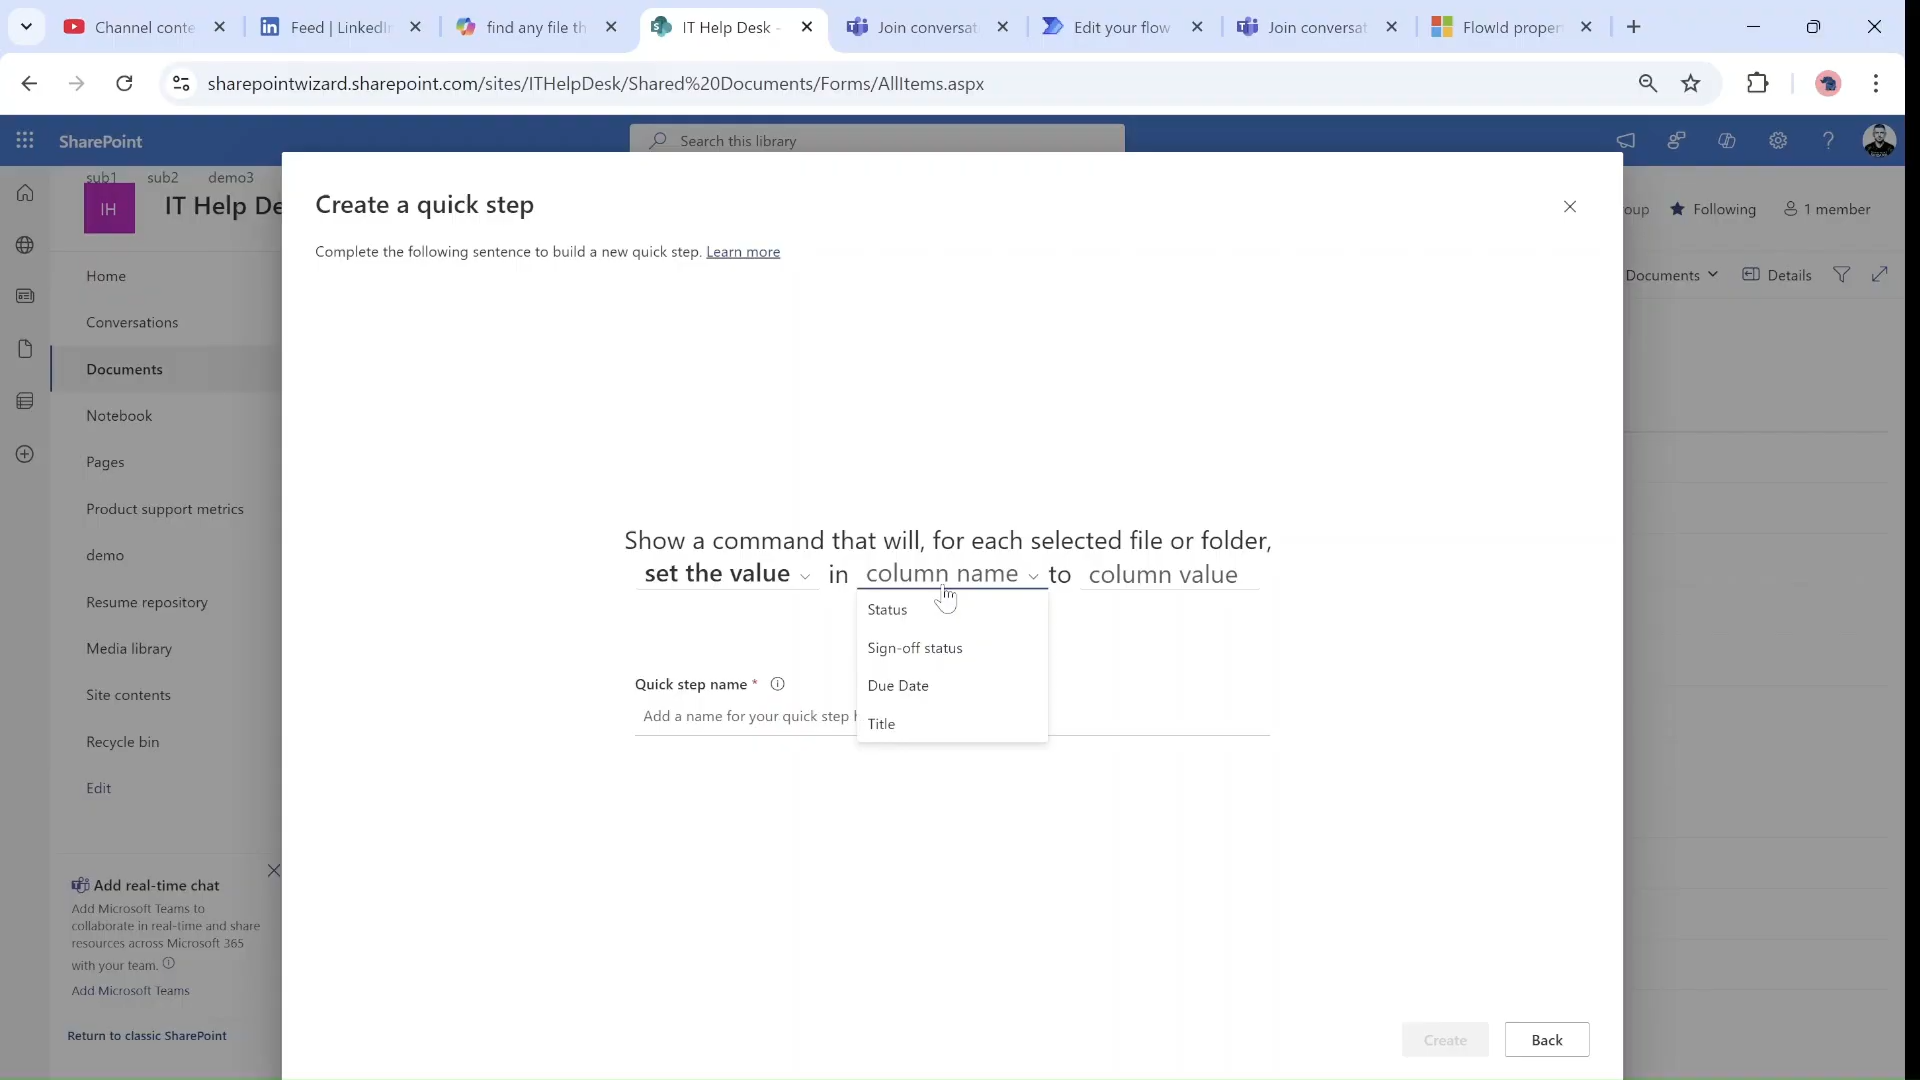 Channel conte
Feed | LinkedIn
find any file th
IT Help Desk -
Join conversat
Edit your flow
Join conversat
FlowId proper
sharepointwizard.sharepoint.com/sites/ITHelpDesk/Shared%20Documents/Forms/AllItems.aspx
SharePoint
Search this library
sub1 sub2 demo3
IH
IT Help De
Create a quick step
oup
Following
1 member
Complete the following sentence to build a new quick step. Learn more
Documents
Details
Home
Conversations
Documents
Notebook
Pages
Product support metrics
demo
Resume repository
Media library
Site contents
Recycle bin
Edit
Show a command that will, for each selected file or folder,
set the value in column name to column value
Status
Sign-off status
Due Date
Title
Quick step name *
Add a name for your quick step h
Add real-time chat
Add Microsoft Teams to
collaborate in real-time and share
resources across Microsoft 365
with your team.
Add Microsoft Teams
Return to classic SharePoint
Create
Back